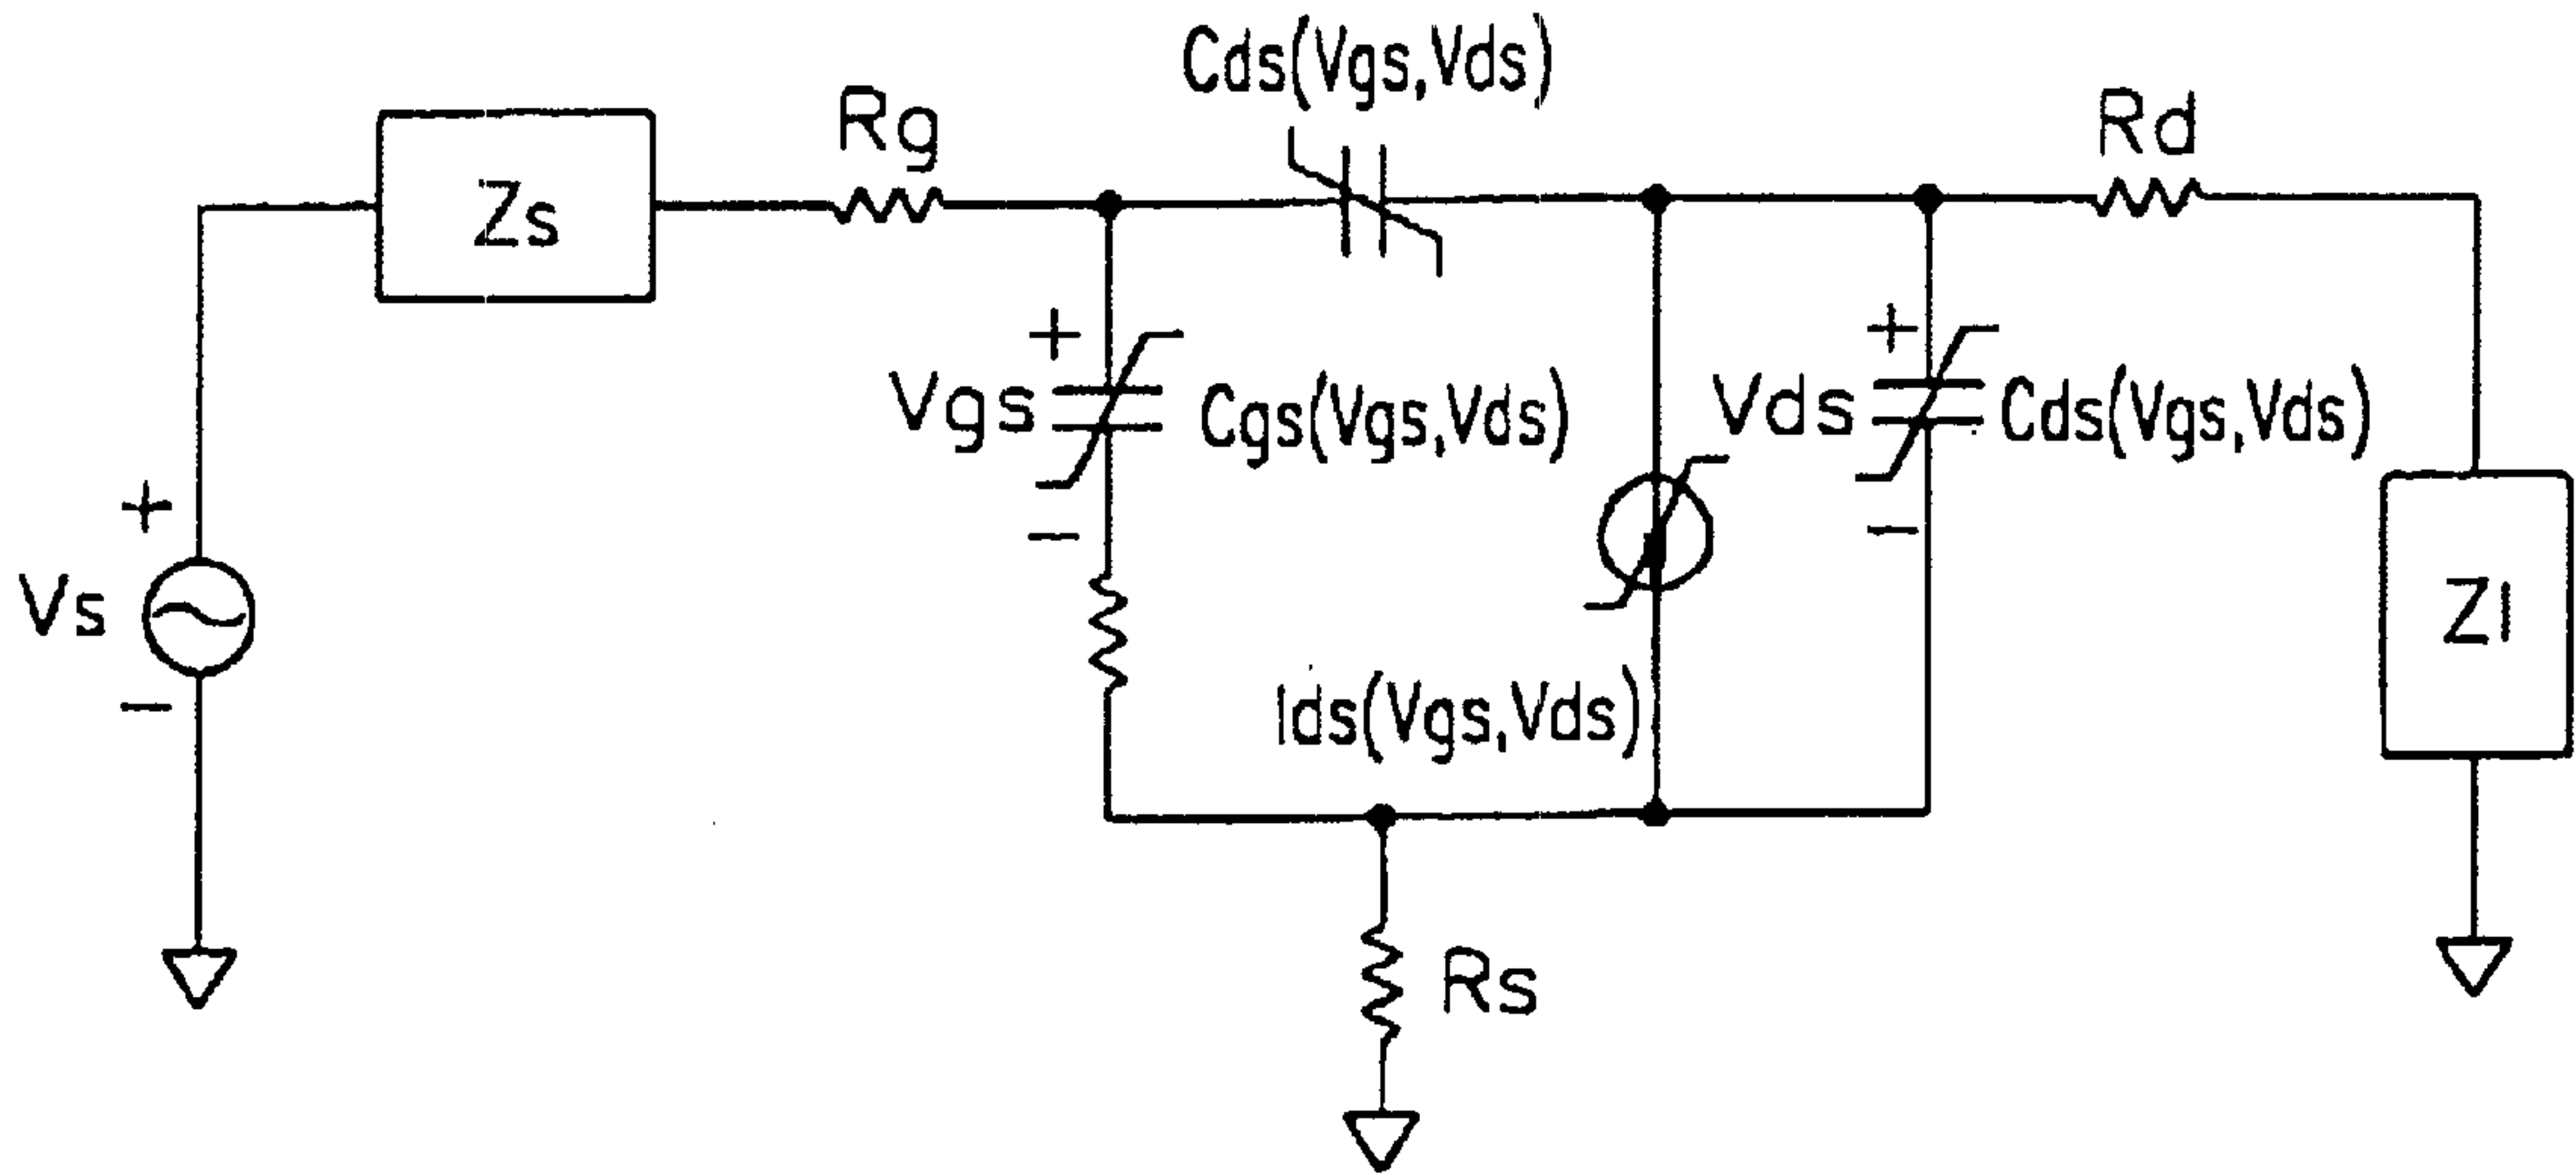 Cds(Vgs,Vds)
Rg
Rd
Zs
+
+
Vgs
Cgs(Vgs,Vds)
Vds
Cds(Vgs,Vds)
+
−
−
Vs
Zl
−
Ids(Vgs,Vds)
Rs